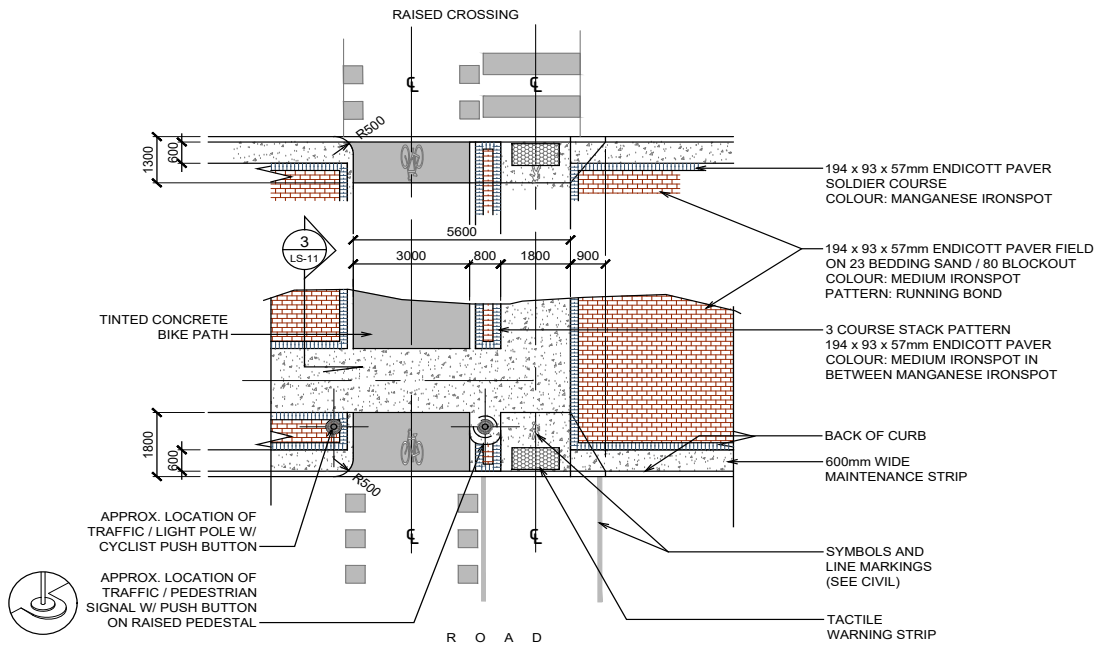 RAISED CROSSING
℄
℄
R500
1300
600
194 x 93 x 57mm ENDICOTT PAVER
SOLDIER COURSE
COLOUR: MANGANESE IRONSPOT
5600
3
LS-11
3000
800
1800
900
194 x 93 x 57mm ENDICOTT PAVER FIELD
ON 23 BEDDING SAND / 80 BLOCKOUT
COLOUR: MEDIUM IRONSPOT
PATTERN: RUNNING BOND
TINTED CONCRETE
BIKE PATH
3 COURSE STACK PATTERN
194 x 93 x 57mm ENDICOTT PAVER
COLOUR: MEDIUM IRONSPOT IN
BETWEEN MANGANESE IRONSPOT
1800
600
BACK OF CURB
600mm WIDE
MAINTENANCE STRIP
R500
APPROX. LOCATION OF
TRAFFIC / LIGHT POLE W/
CYCLIST PUSH BUTTON
℄
℄
SYMBOLS AND
LINE MARKINGS
(SEE CIVIL)
APPROX. LOCATION OF
TRAFFIC / PEDESTRIAN
SIGNAL W/ PUSH BUTTON
ON RAISED PEDESTAL
TACTILE
WARNING STRIP
R O A D